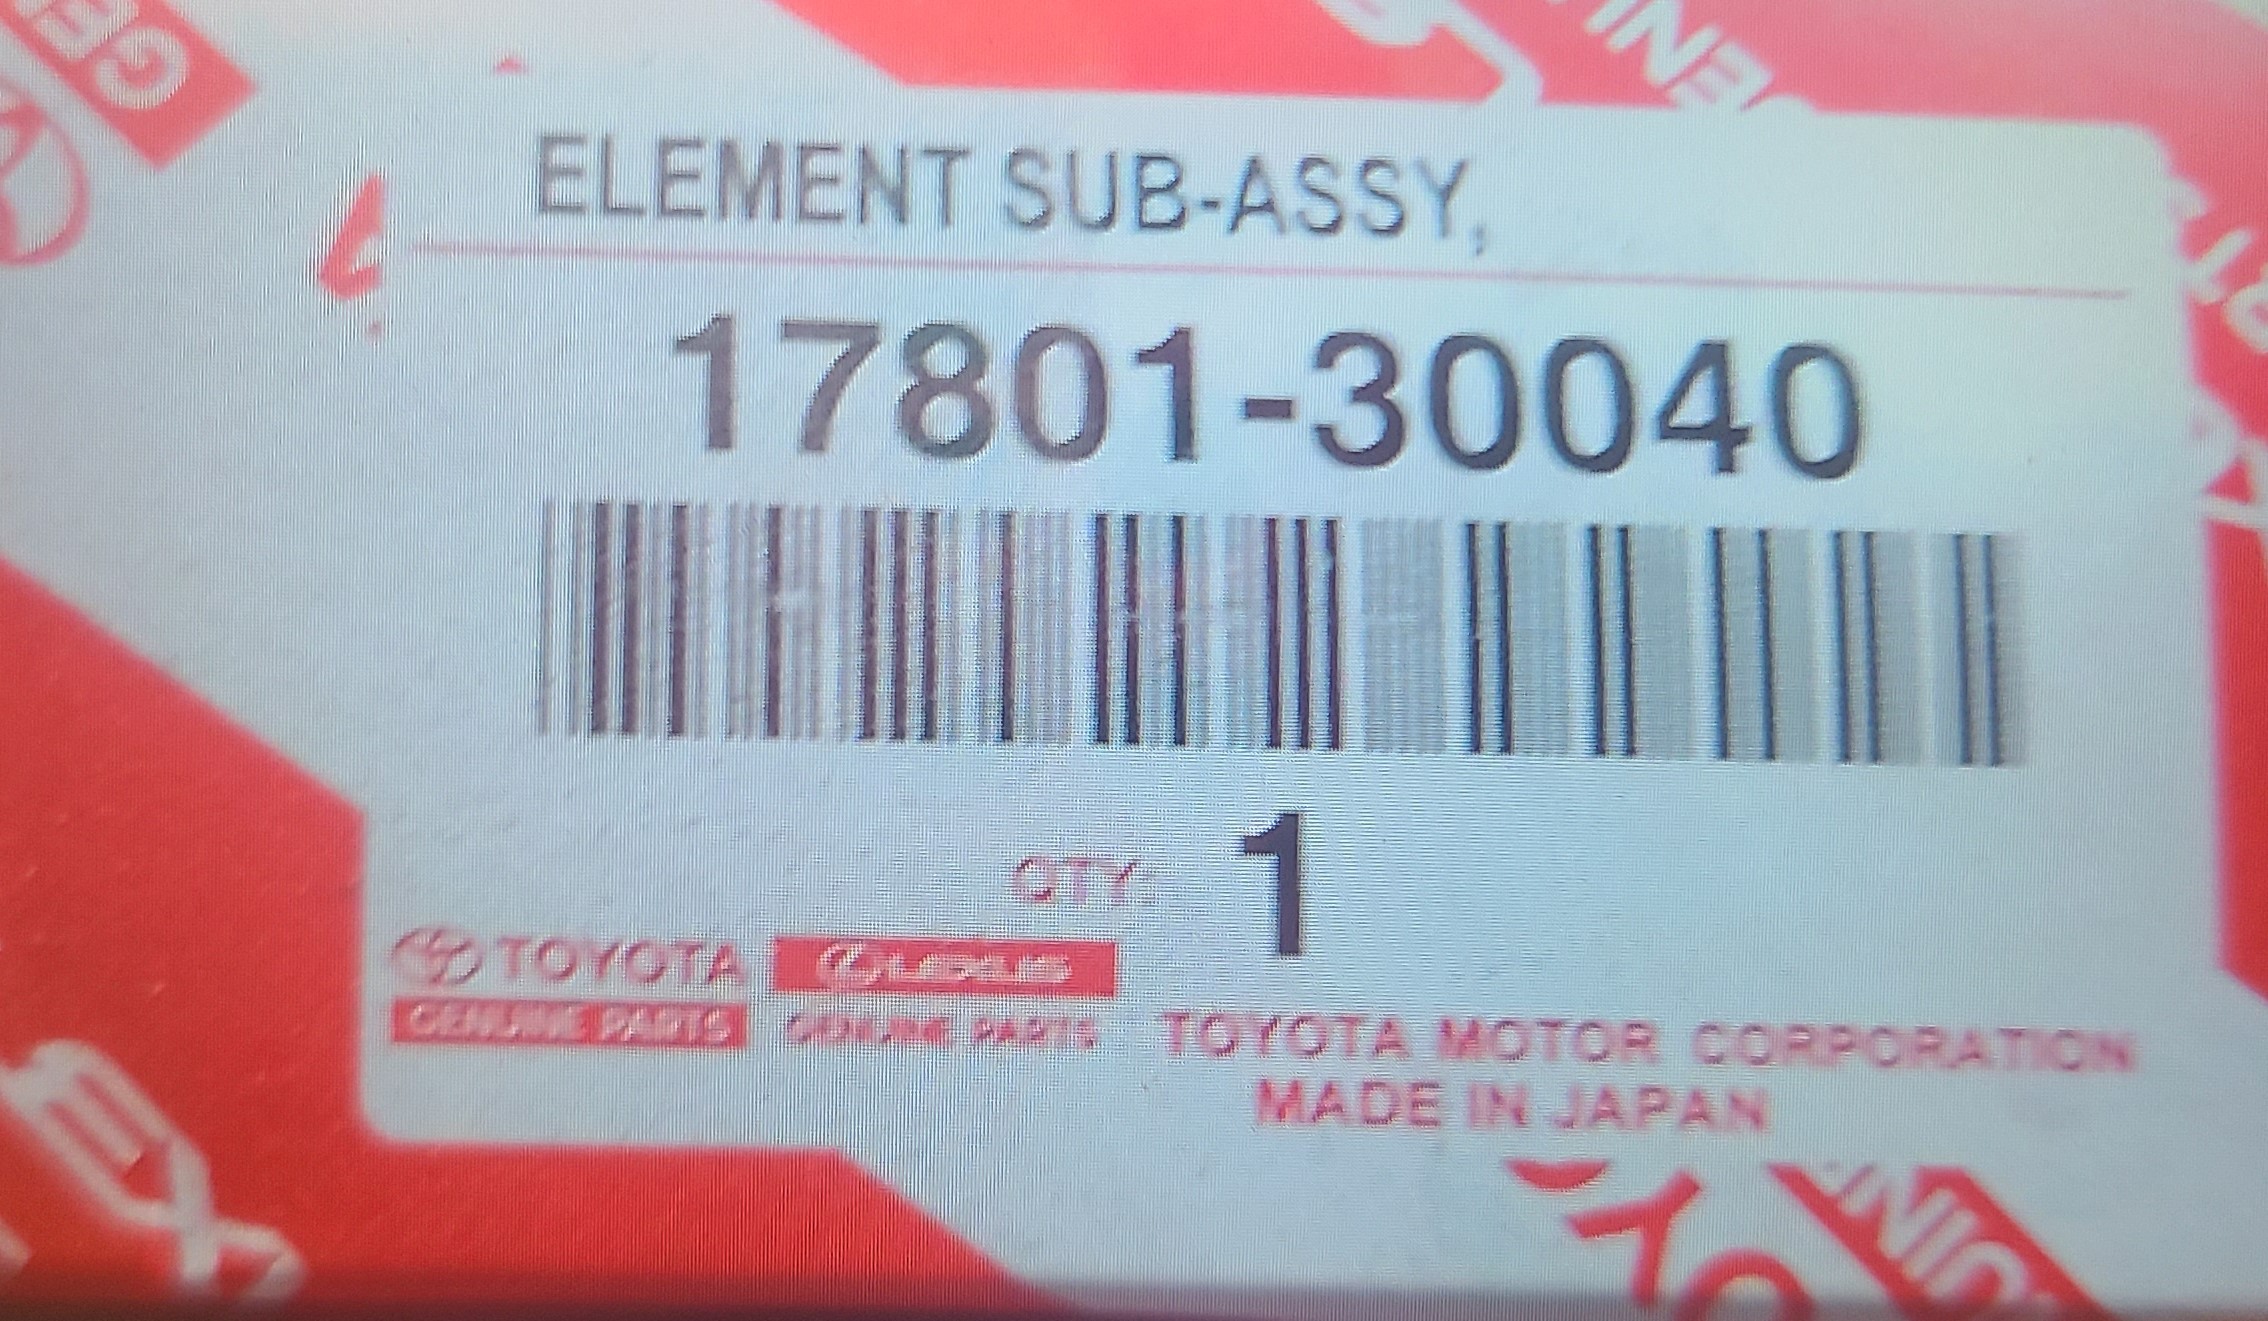 ELEMENT SUB-ASSY,
17801-30040
QTY: 1
TOYOTA LEXUS
GENUINE PARTS GENUINE PARTS
TOYOTA MOTOR CORPORATION
MADE IN JAPAN